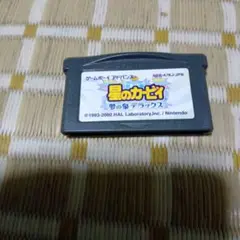 ゲームボーイアドバンス
星のカービィ
夢の泉デラックス
©1993-2002 HAL Laboratory,Inc. / Nintendo